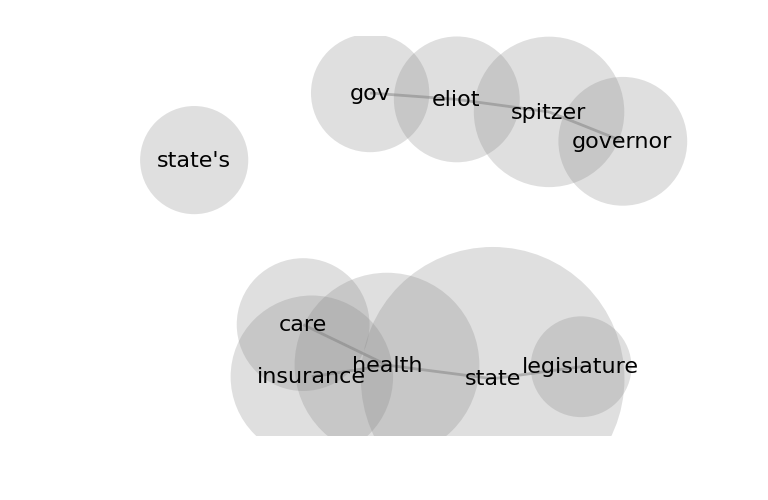 gov
eliot
spitzer
governor
state's
care
health
insurance
state
legislature